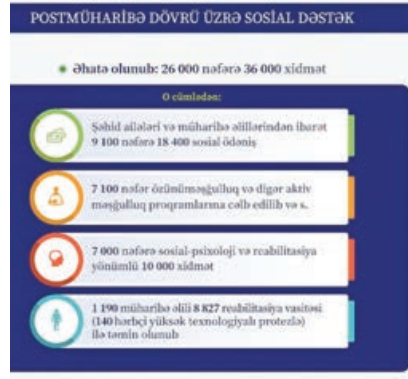 POSTMÜHARİBƏ DÖVRÜ ÜZRƏ SOSİAL DƏSTƏK
Əhatə olunub: 26 000 nəfərə 36 000 xidmət
O cümlədən:
Şəhid ailələri və müharibə əlillərindən ibarət
9 100 nəfərə 18 400 sosial ödəniş
7 100 nəfər özünüməşğulluq və digər aktiv
məşğulluq proqramlarına cəlb edilib və s.
7 000 nəfərə sosial-psixoloji və reabilitasiya
yönümlü 10 000 xidmət
1 190 müharibə əlili 8 827 reabilitasiya vasitəsi
(140 hərbçi yüksək texnologiyalı protezlə)
ilə təmin olunub